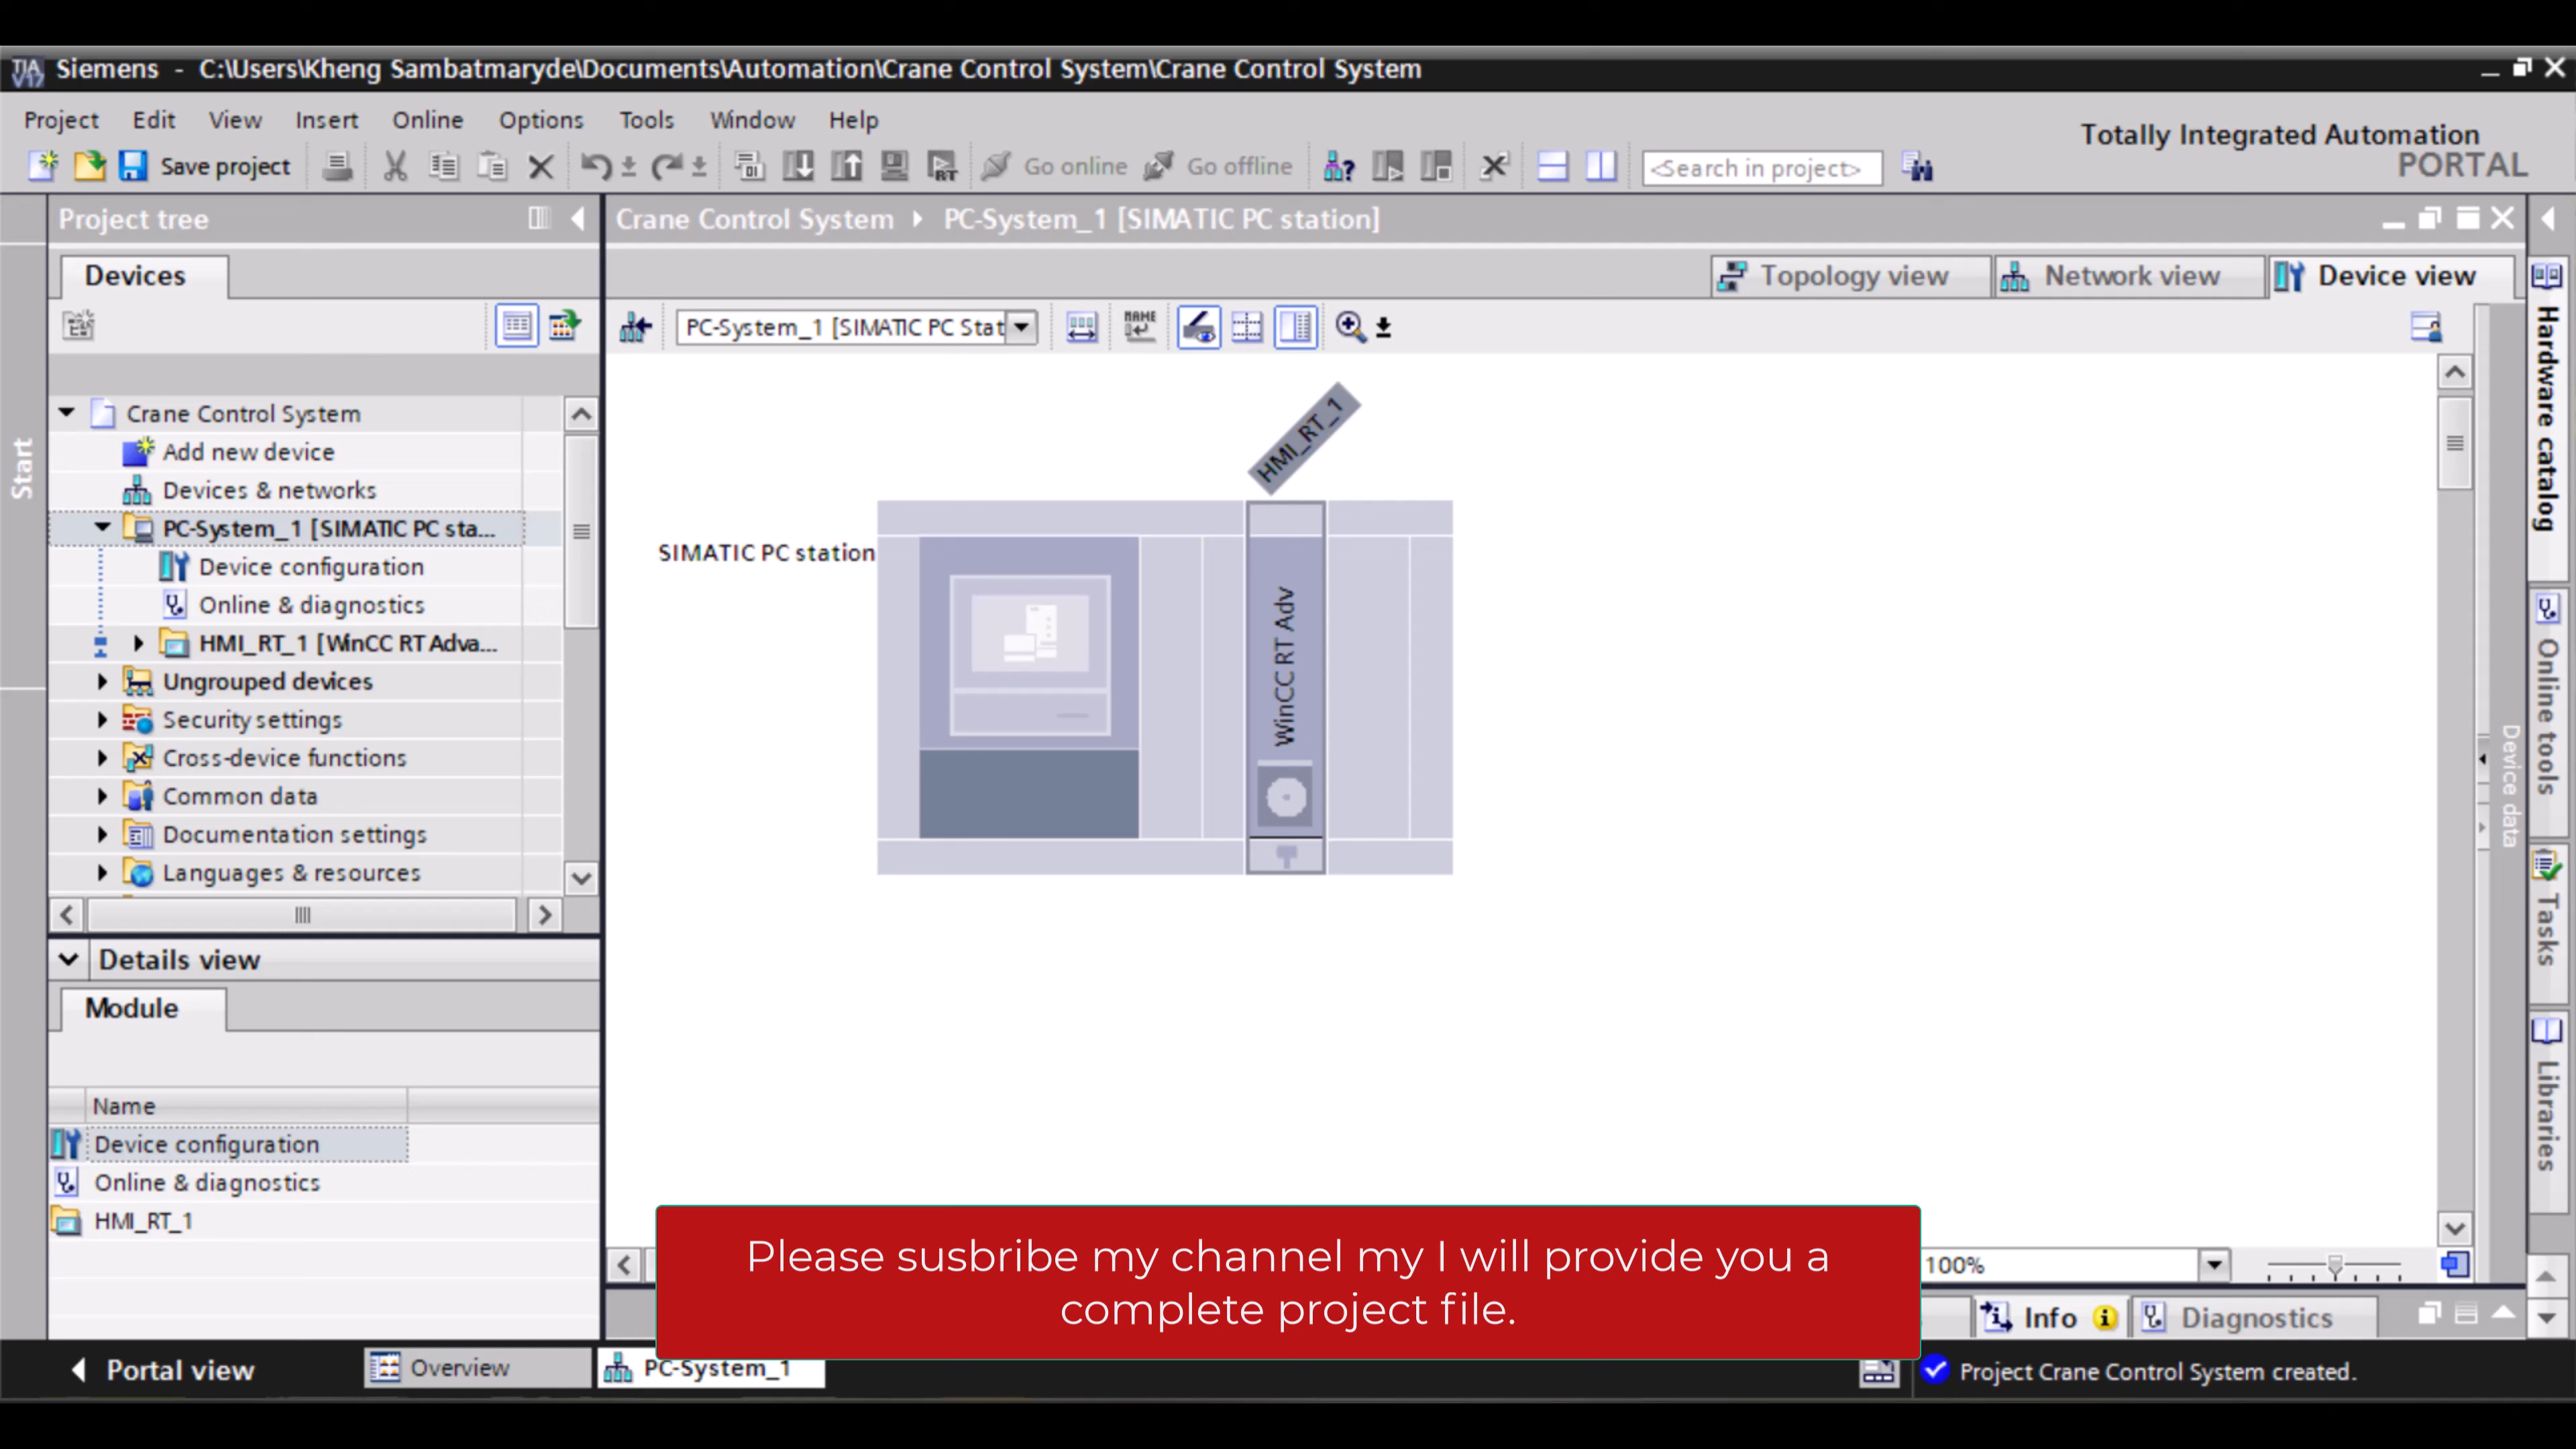 TIA V17 Siemens - C:\Users\Kheng Sambatmaryde\Documents\Automation\Crane Control System\Crane Control System
Project Edit View Insert Online Options Tools Window Help
Totally Integrated Automation
PORTAL
Save project Go online Go offline <Search in project>
Project tree
Crane Control System PC-System_1 [SIMATIC PC station]
Devices
Topology view Network view Device view
PC-System_1 [SIMATIC PC Stat
Start
Crane Control System
Add new device
Devices & networks
PC-System_1 [SIMATIC PC sta...
Device configuration
Online & diagnostics
HMI_RT_1 [WinCC RT Adva...
Ungrouped devices
Security settings
Cross-device functions
Common data
Documentation settings
Languages & resources
HMI_RT_1
SIMATIC PC station
WinCC RT Adv
Device data
Hardware catalog
Online tools
Tasks
Libraries
Details view
Module
Name
Device configuration
Online & diagnostics
HMI_RT_1
Please susbribe my channel my I will provide you a
complete project file.
100%
Info Diagnostics
Portal view Overview PC-System_1 Project Crane Control System created.